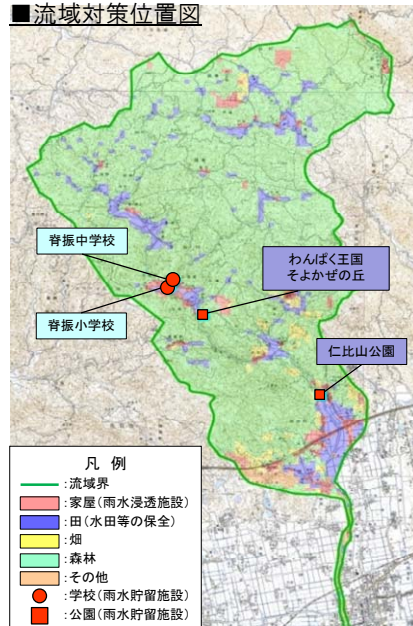 ■流域対策位置図
脊振中学校
わんぱく王国
そよかぜの丘
脊振小学校
仁比山公園
凡 例
:流域界
:家屋(雨水浸透施設)
:田(水田等の保全)
:畑
:森林
:その他
:学校(雨水貯留施設)
:公園(雨水貯留施設)